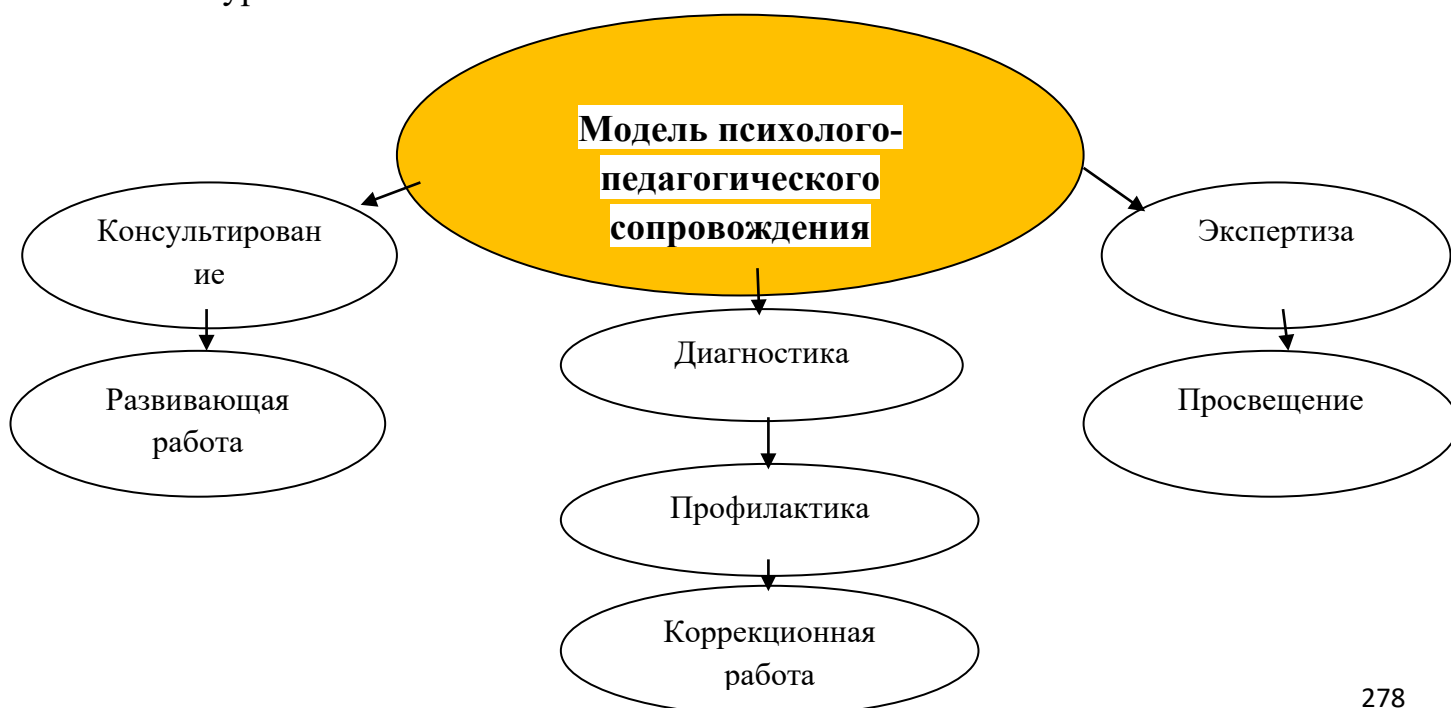 Модель психолого-
педагогического
сопровождения
Консультирован
ие
Экспертиза
Диагностика
Развивающая
работа
Просвещение
Профилактика
Коррекционная
работа
278